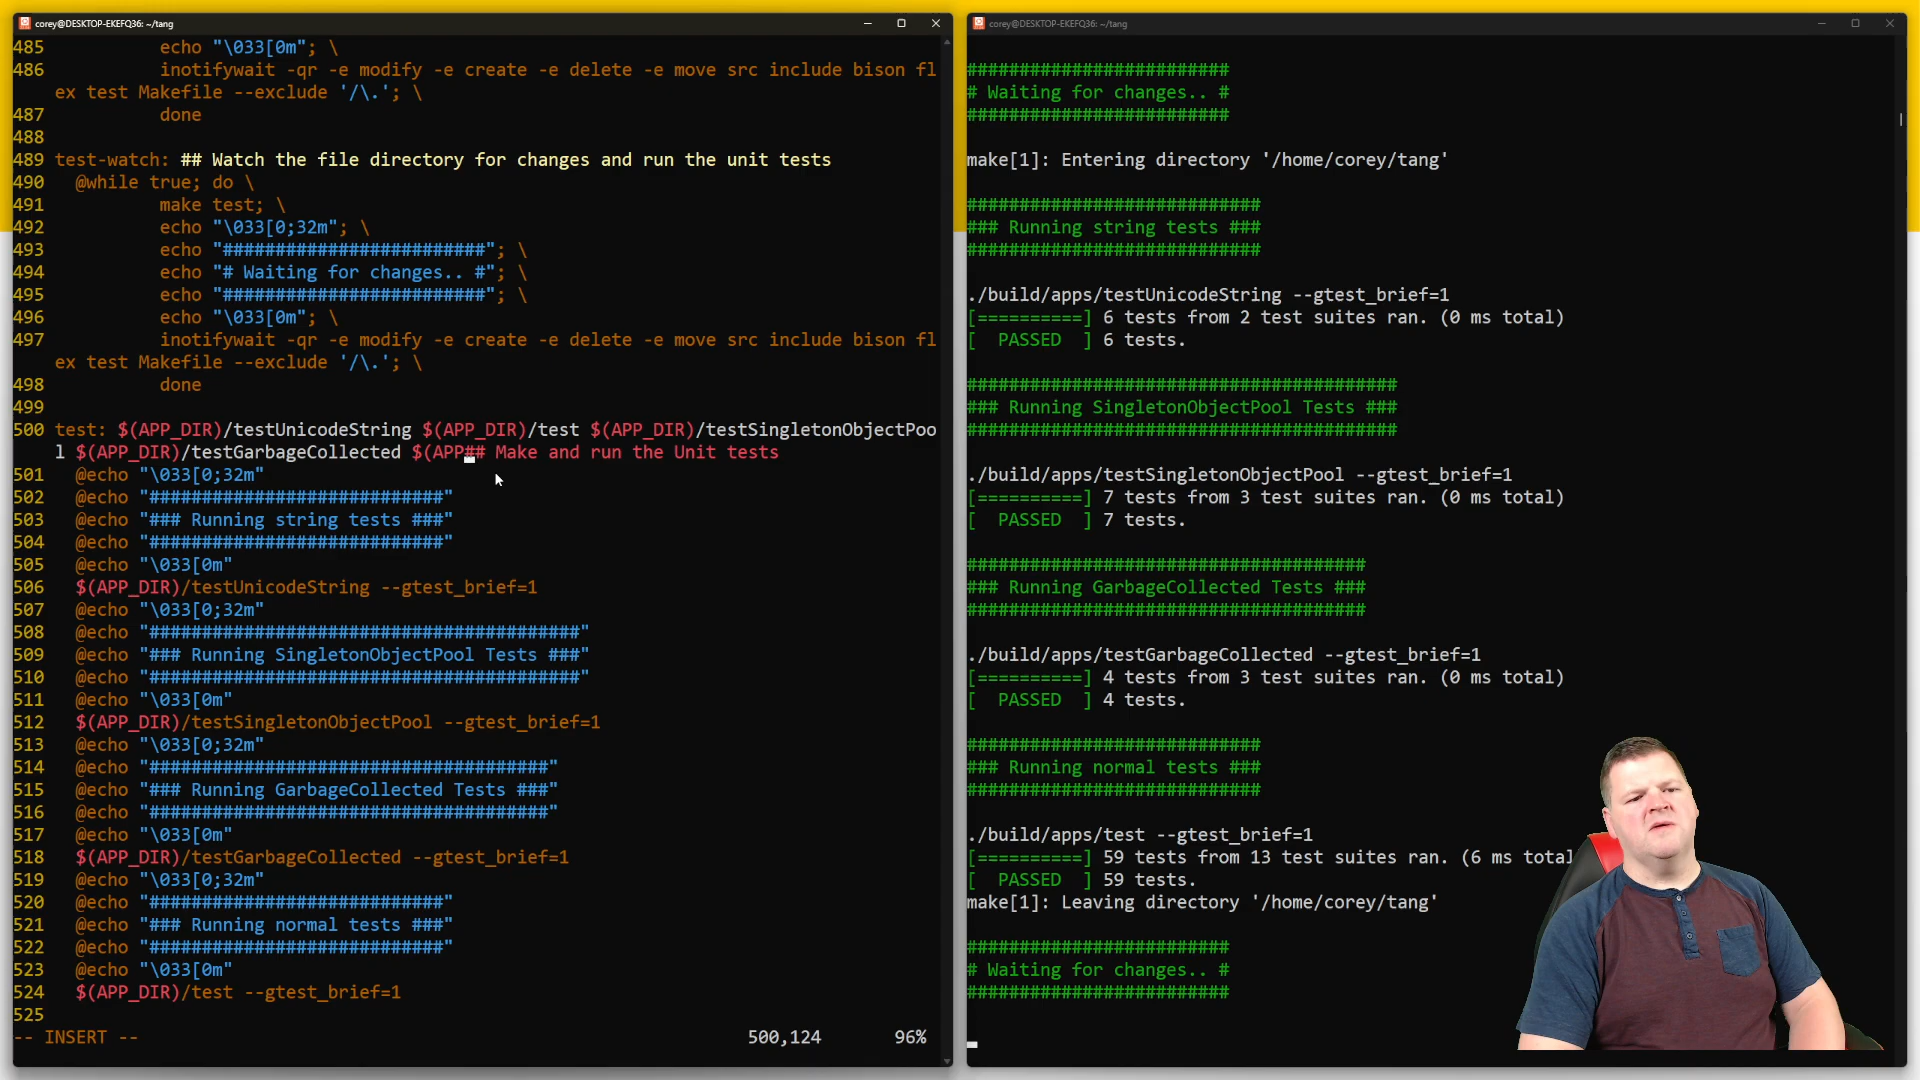 corey@DESKTOP-EKEFQ36: ~/tang
485 echo "\033[0m"; \
486 inotifywait -qr -e modify -e create -e delete -e move src include bison fl
ex test Makefile --exclude '/\.'; \
487 done
488
489 test-watch: ## Watch the file directory for changes and run the unit tests
490 @while true; do \
491 make test; \
492 echo "\033[0;32m"; \
493 echo "#########################"; \
494 echo "# Waiting for changes.. #"; \
495 echo "#########################"; \
496 echo "\033[0m"; \
497 inotifywait -qr -e modify -e create -e delete -e move src include bison fl
ex test Makefile --exclude '/\.'; \
498 done
499
500 test: $(APP_DIR)/testUnicodeString $(APP_DIR)/test $(APP_DIR)/testSingletonObjectPoo
l $(APP_DIR)/testGarbageCollected $(APP## Make and run the Unit tests
501 @echo "\033[0;32m"
502 @echo "############################"
503 @echo "### Running string tests ###"
504 @echo "############################"
505 @echo "\033[0m"
506 $(APP_DIR)/testUnicodeString --gtest_brief=1
507 @echo "\033[0;32m"
508 @echo "#########################################"
509 @echo "### Running SingletonObjectPool Tests ###"
510 @echo "#########################################"
511 @echo "\033[0m"
512 $(APP_DIR)/testSingletonObjectPool --gtest_brief=1
513 @echo "\033[0;32m"
514 @echo "######################################"
515 @echo "### Running GarbageCollected Tests ###"
516 @echo "######################################"
517 @echo "\033[0m"
518 $(APP_DIR)/testGarbageCollected --gtest_brief=1
519 @echo "\033[0;32m"
520 @echo "############################"
521 @echo "### Running normal tests ###"
522 @echo "############################"
523 @echo "\033[0m"
524 $(APP_DIR)/test --gtest_brief=1
525
-- INSERT -- 500,124 96%
corey@DESKTOP-EKEFQ36: ~/tang
#########################
# Waiting for changes.. #
#########################
make[1]: Entering directory '/home/corey/tang'
############################
### Running string tests ###
############################
./build/apps/testUnicodeString --gtest_brief=1
[==========] 6 tests from 2 test suites ran. (0 ms total)
[  PASSED  ] 6 tests.
#########################################
### Running SingletonObjectPool Tests ###
#########################################
./build/apps/testSingletonObjectPool --gtest_brief=1
[==========] 7 tests from 3 test suites ran. (0 ms total)
[  PASSED  ] 7 tests.
######################################
### Running GarbageCollected Tests ###
######################################
./build/apps/testGarbageCollected --gtest_brief=1
[==========] 4 tests from 3 test suites ran. (0 ms total)
[  PASSED  ] 4 tests.
############################
### Running normal tests ###
############################
./build/apps/test --gtest_brief=1
[==========] 59 tests from 13 test suites ran. (6 ms total
[  PASSED  ] 59 tests.
make[1]: Leaving directory '/home/corey/tang'
#########################
# Waiting for changes.. #
#########################